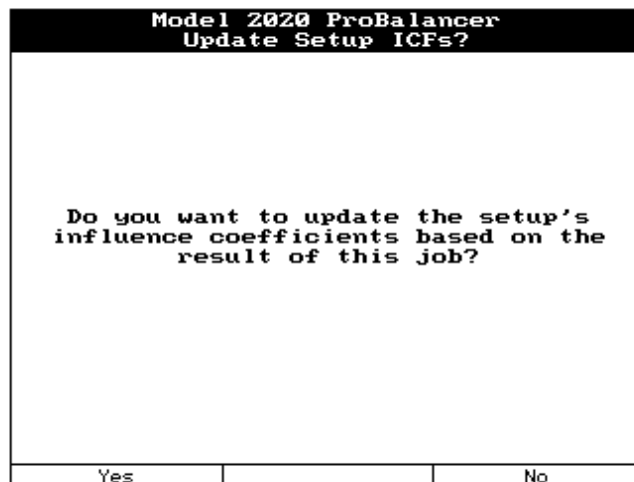 Model 2020 ProBalancer
Update Setup ICFs?
Do you want to update the setup's
influence coefficients based on the
result of this job?
Yes
No